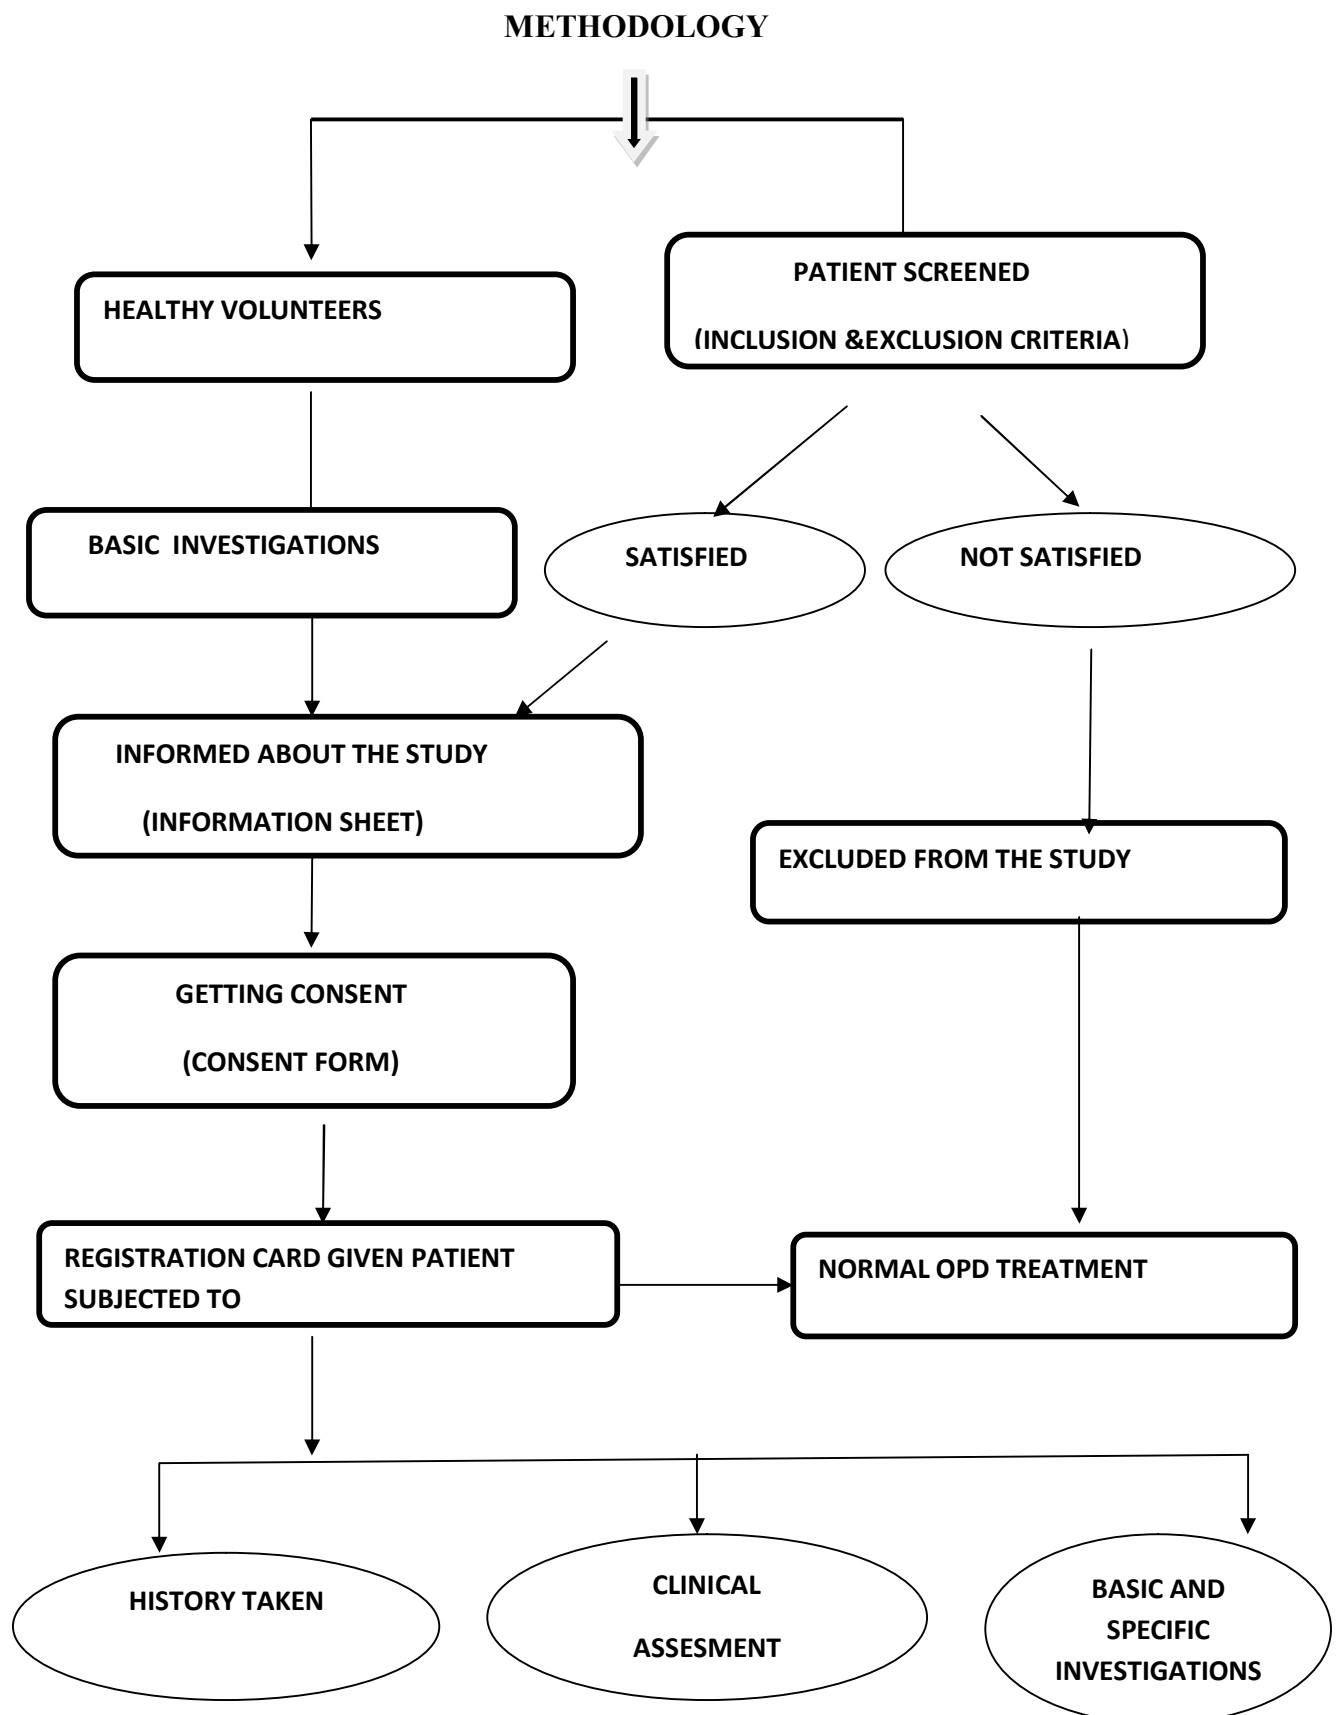 METHODOLOGY
HEALTHY VOLUNTEERS
PATIENT SCREENED
(INCLUSION &EXCLUSION CRITERIA)
BASIC INVESTIGATIONS
SATISFIED
NOT SATISFIED
INFORMED ABOUT THE STUDY
(INFORMATION SHEET)
EXCLUDED FROM THE STUDY
GETTING CONSENT
(CONSENT FORM)
REGISTRATION CARD GIVEN PATIENT
SUBJECTED TO
NORMAL OPD TREATMENT
HISTORY TAKEN
CLINICAL
ASSESMENT
BASIC AND
SPECIFIC
INVESTIGATIONS